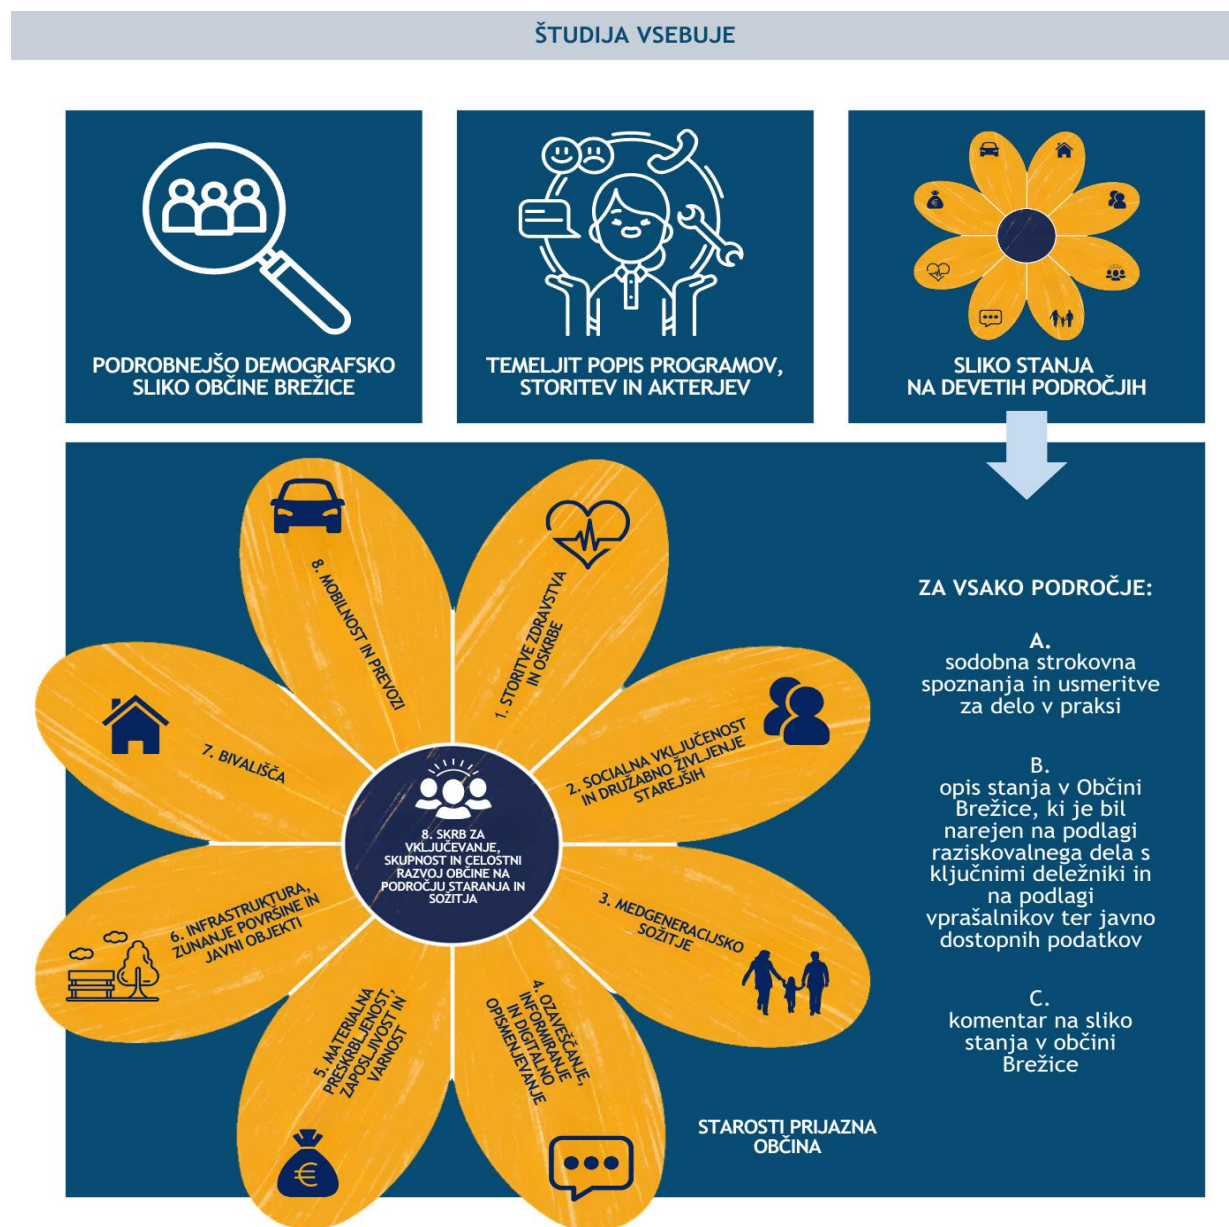 ŠTUDIJA VSEBUJE
PODROBNEJŠO DEMOGRAFSKO
SLIKO OBČINE BREŽICE
TEMELJIT POPIS PROGRAMOV,
STORITEV IN AKTERJEV
SLIKO STANJA
NA DEVETIH PODROČJIH
1. STORITVE ZDRAVSTVA
IN OSKRBE
2. SOCIALNA VKLJUČENOST
IN DRUŽABNO ŽIVLJENJE
STAREJŠIH
3. MEDGENERACIJSKO
SOŽITJE
4. OZAVEŠČANJE,
INFORMIRANJE
IN DIGITALNO
OPISMENJEVANJE
5. MATERIALNA
PRESKRBLJENOST,
ZAPOSLJIVOST IN
VARNOST
6. INFRASTRUKTURA,
ZUNANJE POVRŠINE IN
JAVNI OBJEKTI
7. BIVALIŠČA
8. MOBILNOST IN PREVOZI
8. SKRB ZA
VKLJUČEVANJE,
SKUPNOST IN CELOSTNI
RAZVOJ OBČINE NA
PODROČJU STARANJA IN
SOŽITJA
STAROSTI PRIJAZNA
OBČINA
ZA VSAKO PODROČJE:
A.
sodobna strokovna
spoznanja in usmeritve
za delo v praksi
B.
opis stanja v Občini
Brežice, ki je bil
narejen na podlagi
raziskovalnega dela s
ključnimi deležniki in
na podlagi
vprašalnikov ter javno
dostopnih podatkov
C.
komentar na sliko
stanja v občini
Brežice